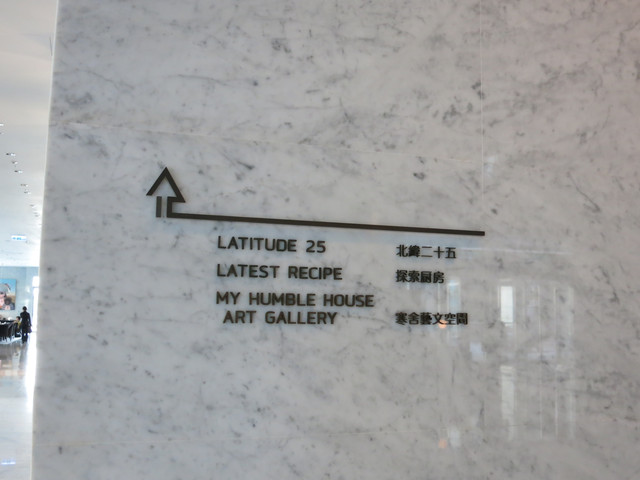 LATITUDE 25 北緯二十五
LATEST RECIPE 探索厨房
MY HUMBLE HOUSE
ART GALLERY 寒舍藝文空間